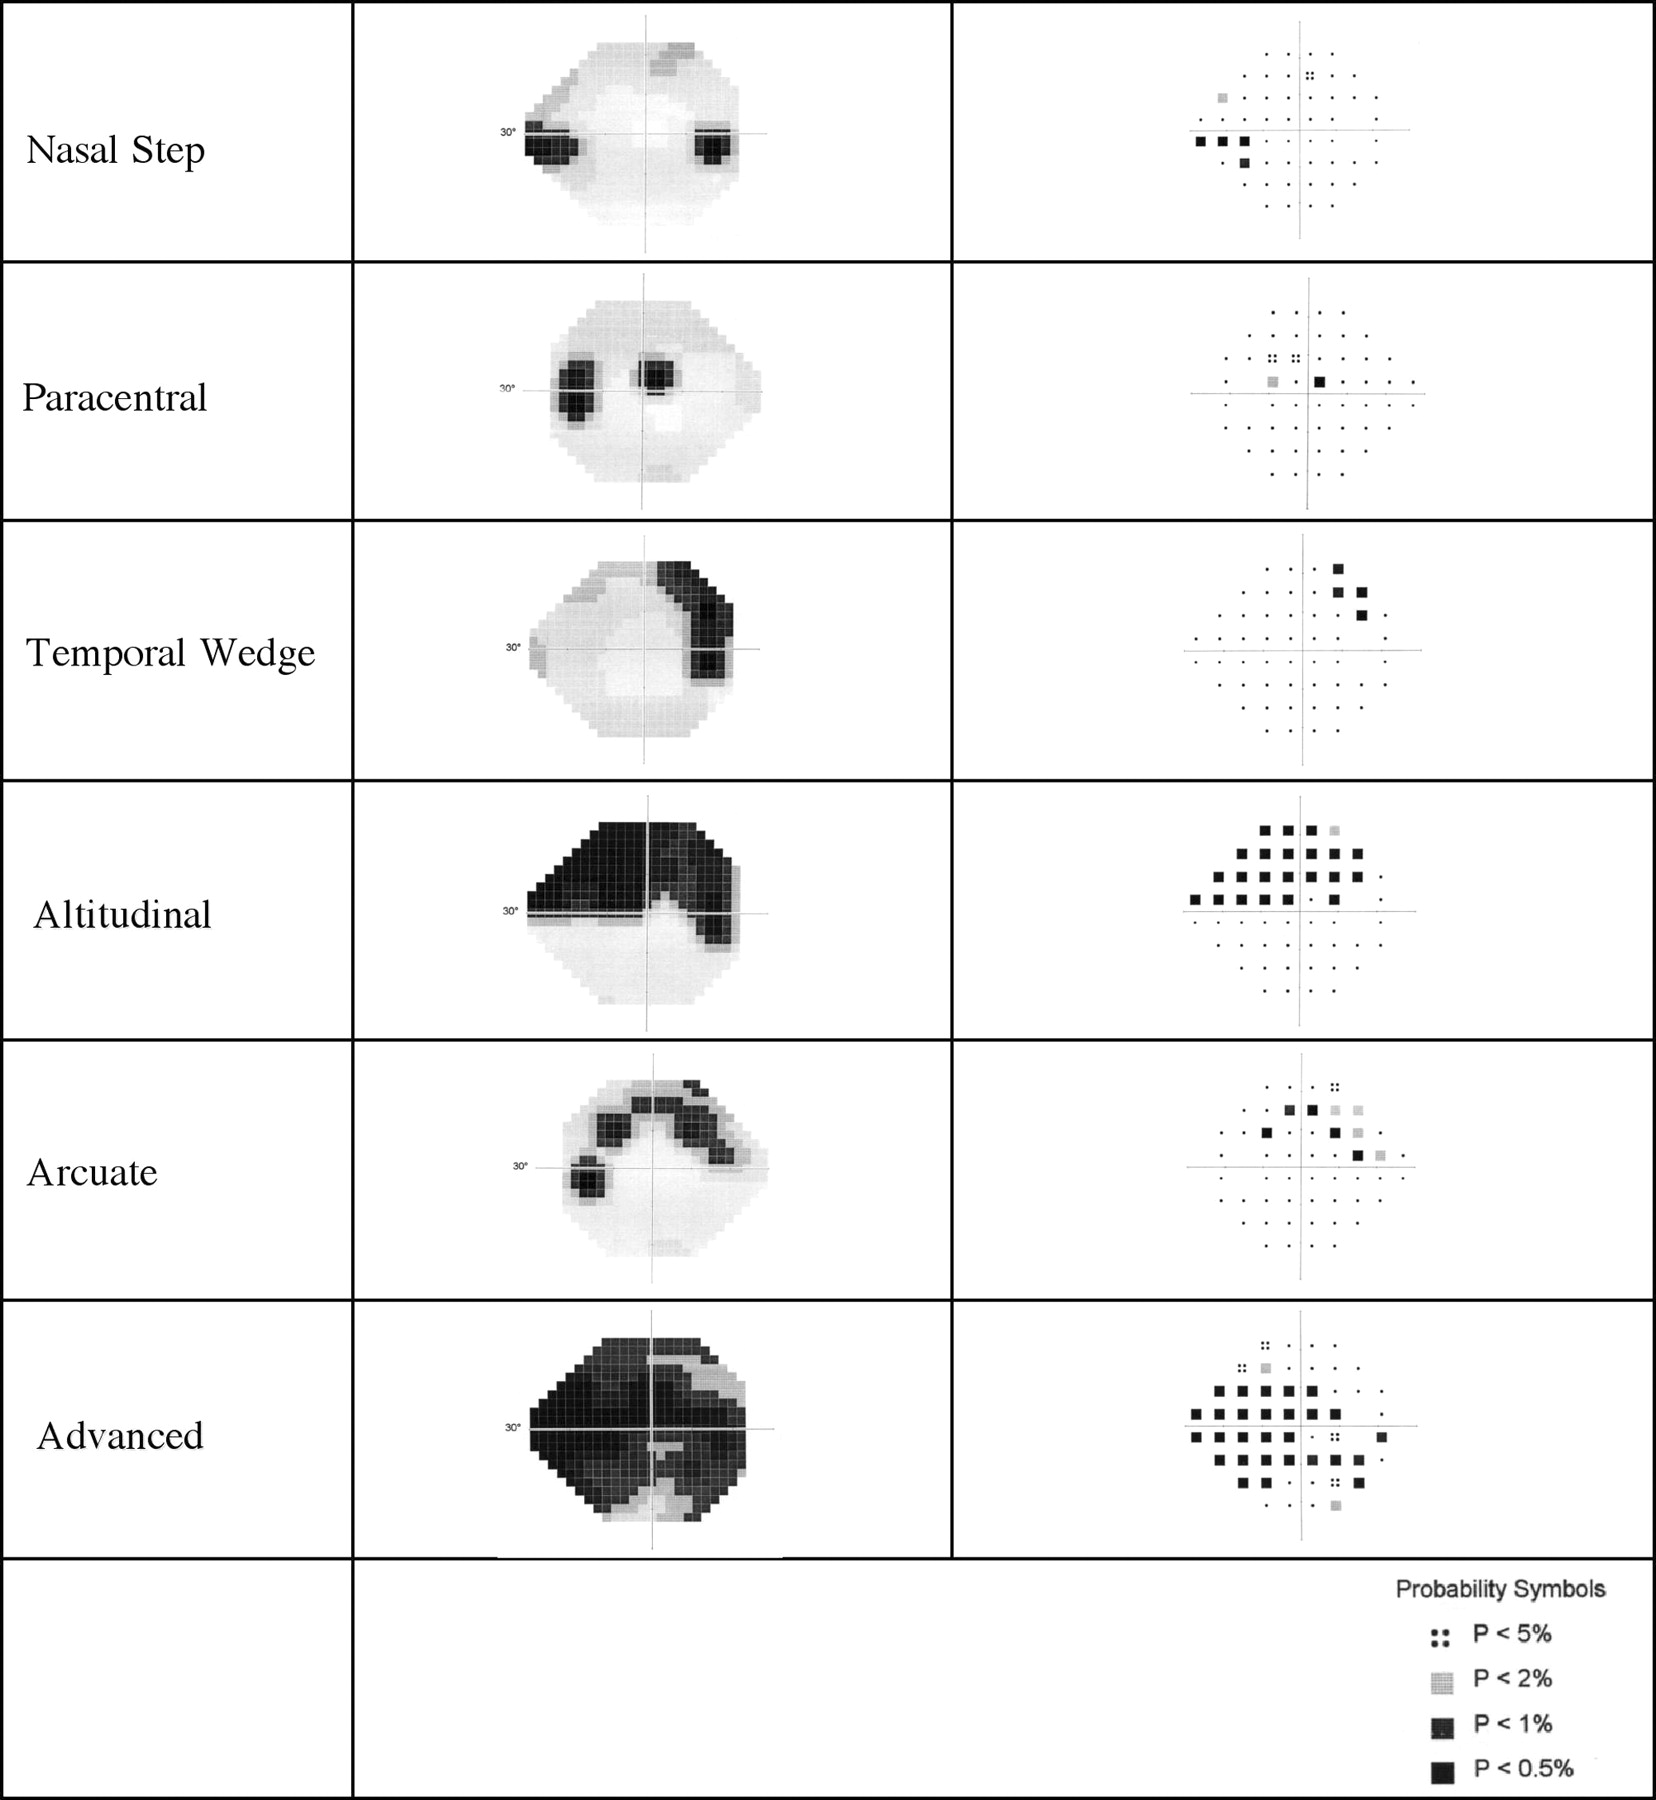 30°
Nasal Step
30°
Paracentral
30°
Temporal Wedge
30°
Altitudinal
30°
Arcuate
30°
Advanced
Probability Symbols
P < 5%
P < 2%
P < 1%
P < 0.5%